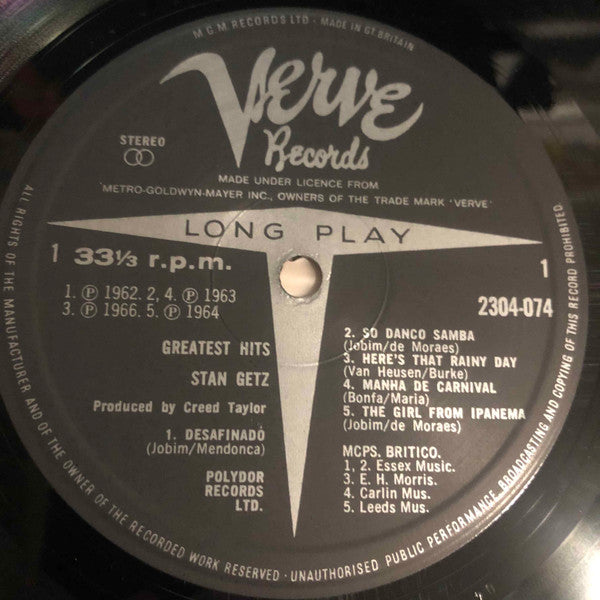 M G M RECORDS LTD · MADE IN GT. BRITAIN
Verve
Records
STEREO
MADE UNDER LICENCE FROM
METRO-GOLDWYN-MAYER INC., OWNERS OF THE TRADE MARK 'VERVE'
LONG PLAY
1 33⅓ r.p.m.
1
1. Ⓟ 1962. 2, 4. Ⓟ 1963
3. Ⓟ 1966. 5. Ⓟ 1964
2304-074
GREATEST HITS
STAN GETZ
Produced by Creed Taylor
1. DESAFINADO
(Jobim/Mendonca)
POLYDOR
RECORDS
LTD.
2. SO DANCO SAMBA
(Jobim/de Moraes)
3. HERE'S THAT RAINY DAY
(Van Heusen/Burke)
4. MANHA DE CARNIVAL
(Bonfa/Maria)
5. THE GIRL FROM IPANEMA
(Jobim/de Moraes)
MCPS. BRITICO.
1, 2. Essex Music.
3. E. H. Morris.
4. Carlin Mus.
5. Leeds Mus.
ALL RIGHTS OF THE MANUFACTURER AND OF THE OWNER OF THE RECORDED WORK RESERVED · UNAUTHORISED PUBLIC PERFORMANCE, BROADCASTING AND COPYING OF THIS RECORD PROHIBITED.